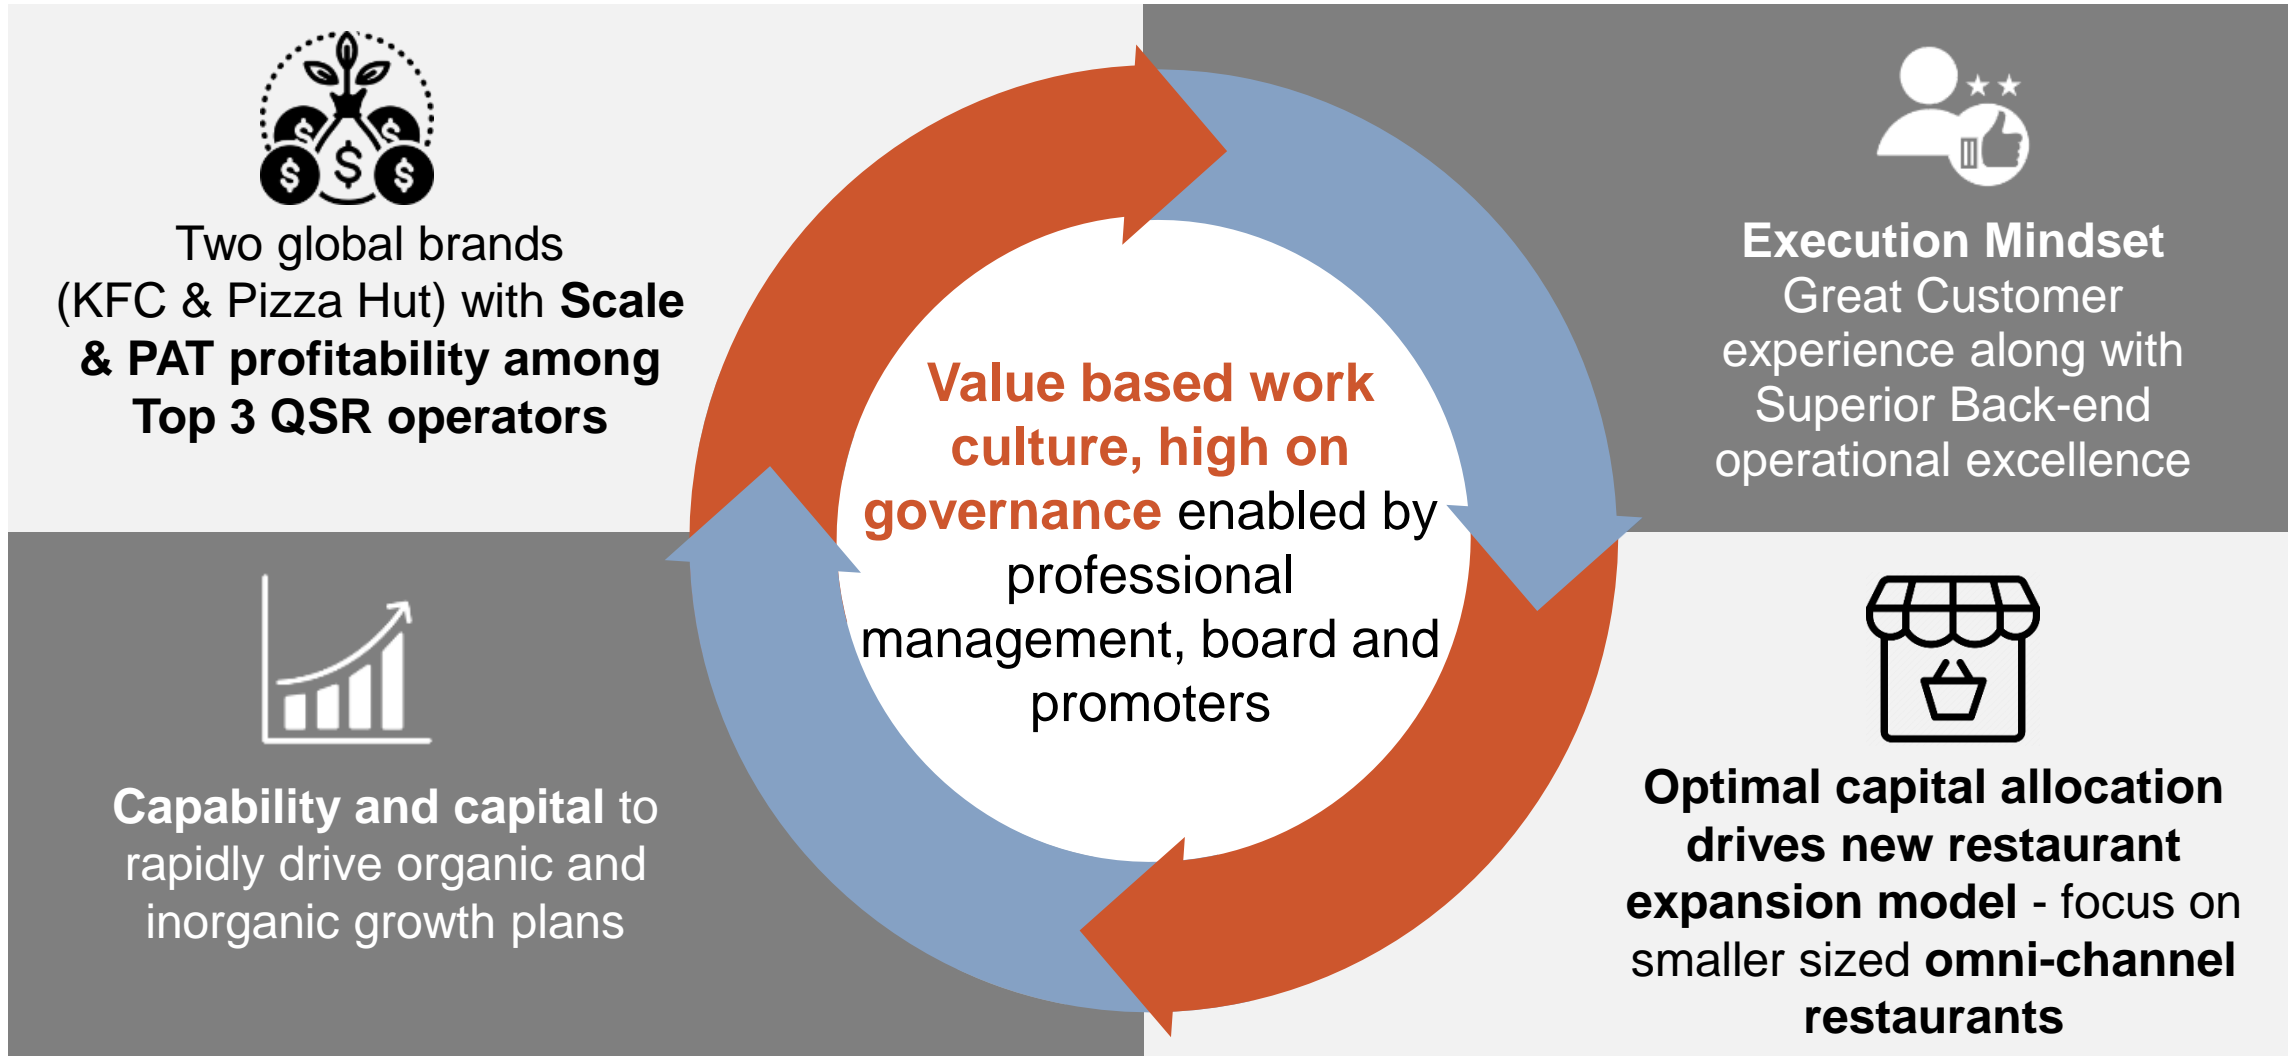 Two global brands
(KFC & Pizza Hut) with Scale
& PAT profitability among
Top 3 QSR operators
Execution Mindset
Great Customer
experience along with
Superior Back-end
operational excellence
Value based work
culture, high on
governance enabled by
professional
management, board and
promoters
Capability and capital to
rapidly drive organic and
inorganic growth plans
Optimal capital allocation
drives new restaurant
expansion model - focus on
smaller sized omni-channel
restaurants